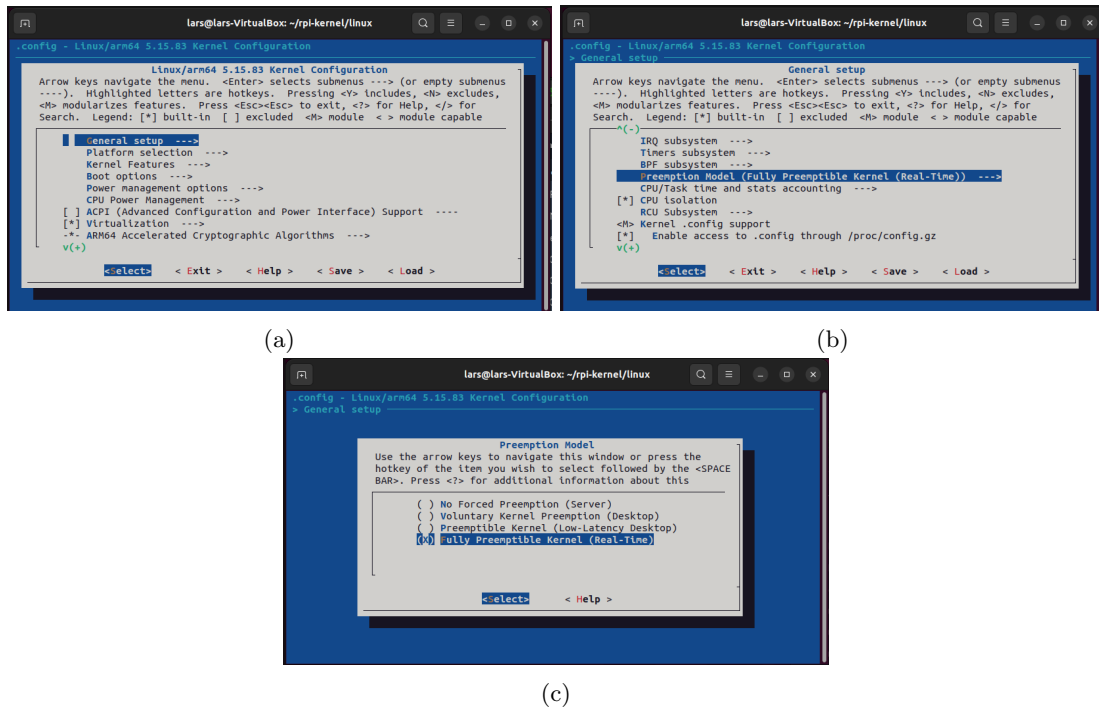 lars@lars-VirtualBox: ~/rpi-kernel/linux
.config - Linux/arm64 5.15.83 Kernel Configuration
Linux/arm64 5.15.83 Kernel Configuration
Arrow keys navigate the menu.  <Enter> selects submenus ---> (or empty submenus
----).  Highlighted letters are hotkeys.  Pressing <Y> includes, <N> excludes,
<M> modularizes features.  Press <Esc><Esc> to exit, <?> for Help, </> for
Search.  Legend: [*] built-in  [ ] excluded  <M> module  < > module capable
General setup  --->
Platform selection  --->
Kernel Features  --->
Boot options  --->
Power management options  --->
CPU Power Management  --->
[ ] ACPI (Advanced Configuration and Power Interface) Support  ----
[*] Virtualization  --->
-*- ARM64 Accelerated Cryptographic Algorithms  --->
v(+)
<Select>    < Exit >    < Help >    < Save >    < Load >
(a)
lars@lars-VirtualBox: ~/rpi-kernel/linux
.config - Linux/arm64 5.15.83 Kernel Configuration
> General setup
General setup
Arrow keys navigate the menu.  <Enter> selects submenus ---> (or empty submenus
----).  Highlighted letters are hotkeys.  Pressing <Y> includes, <N> excludes,
<M> modularizes features.  Press <Esc><Esc> to exit, <?> for Help, </> for
Search.  Legend: [*] built-in  [ ] excluded  <M> module  < > module capable
^(-)
IRQ subsystem  --->
Timers subsystem  --->
BPF subsystem  --->
Preemption Model (Fully Preemptible Kernel (Real-Time))  --->
CPU/Task time and stats accounting  --->
[*] CPU isolation
RCU Subsystem  --->
<M> Kernel .config support
[*]   Enable access to .config through /proc/config.gz
v(+)
<Select>    < Exit >    < Help >    < Save >    < Load >
(b)
lars@lars-VirtualBox: ~/rpi-kernel/linux
.config - Linux/arm64 5.15.83 Kernel Configuration
> General setup
Preemption Model
Use the arrow keys to navigate this window or press the
hotkey of the item you wish to select followed by the <SPACE
BAR>. Press <?> for additional information about this
( ) No Forced Preemption (Server)
( ) Voluntary Kernel Preemption (Desktop)
( ) Preemptible Kernel (Low-Latency Desktop)
(X) Fully Preemptible Kernel (Real-Time)
<Select>      < Help >
(c)